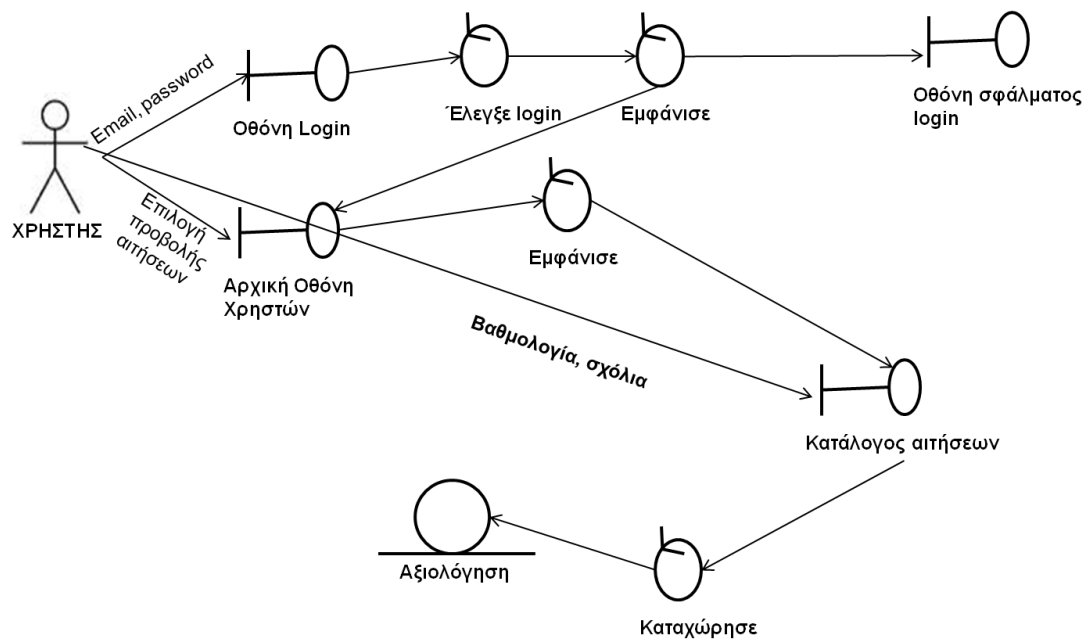 Email, password
Οθόνη Login
Έλεγξε login
Εμφάνισε
Οθόνη σφάλματος
login
ΧΡΗΣΤΗΣ
Επιλογή
προβολής
αιτήσεων
Αρχική Οθόνη
Χρηστών
Εμφάνισε
Βαθμολογία, σχόλια
Κατάλογος αιτήσεων
Αξιολόγηση
Καταχώρησε